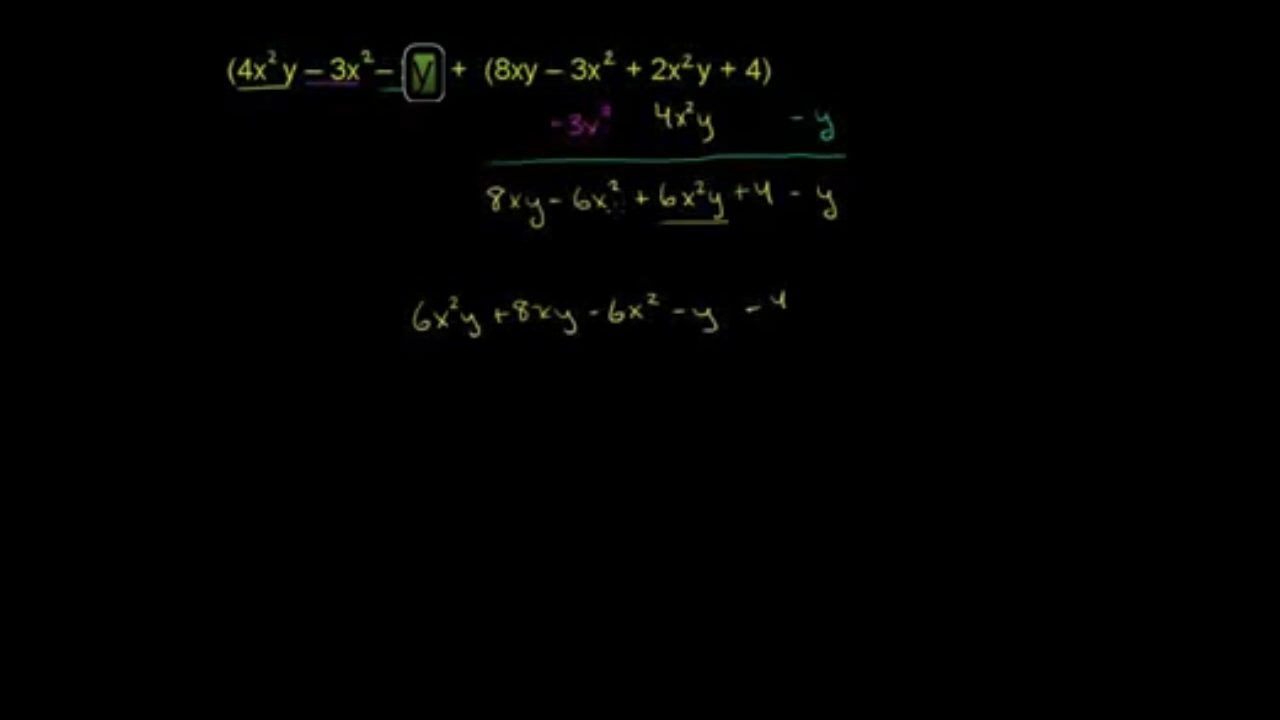 (4x²y – 3x² – y + (8xy – 3x² + 2x²y + 4)
-3x² 4x²y - y
8xy - 6x² + 6x²y + 4 - y
6x²y + 8xy - 6x² - y - 4